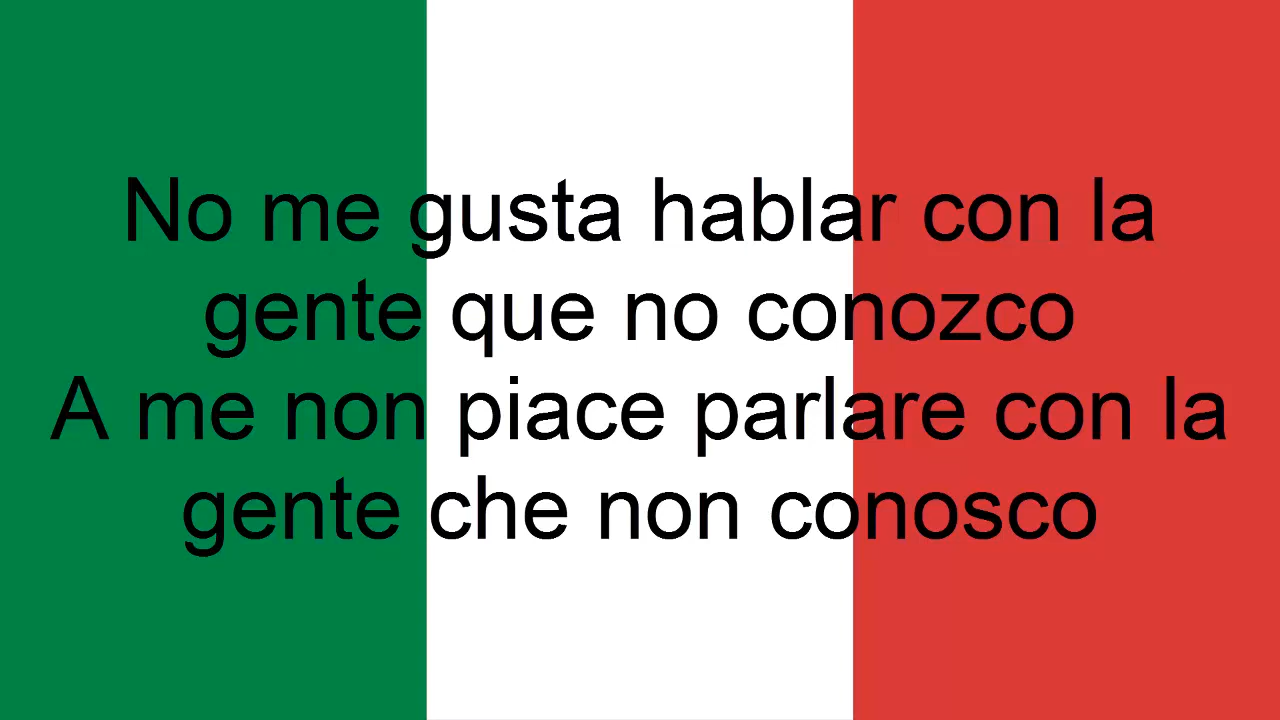 No me gusta hablar con la
gente que no conozco
A me non piace parlare con la
gente che non conosco